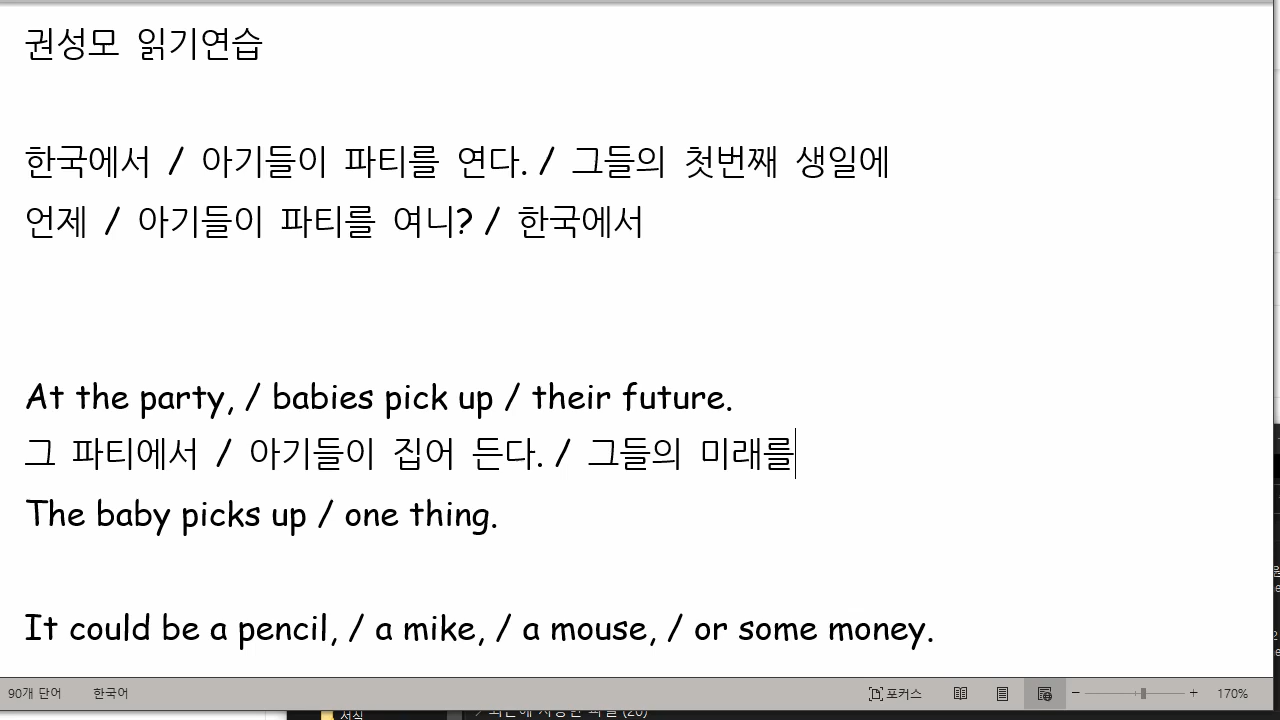 권성모 읽기연습
한국에서 / 아기들이 파티를 연다. / 그들의 첫번째 생일에
언제 / 아기들이 파티를 여니? / 한국에서
At the party, / babies pick up / their future.
그 파티에서 / 아기들이 집어 든다. / 그들의 미래를
The baby picks up / one thing.
It could be a pencil, / a mike, / a mouse, / or some money.
90개 단어 한국어 포커스 170%
서식